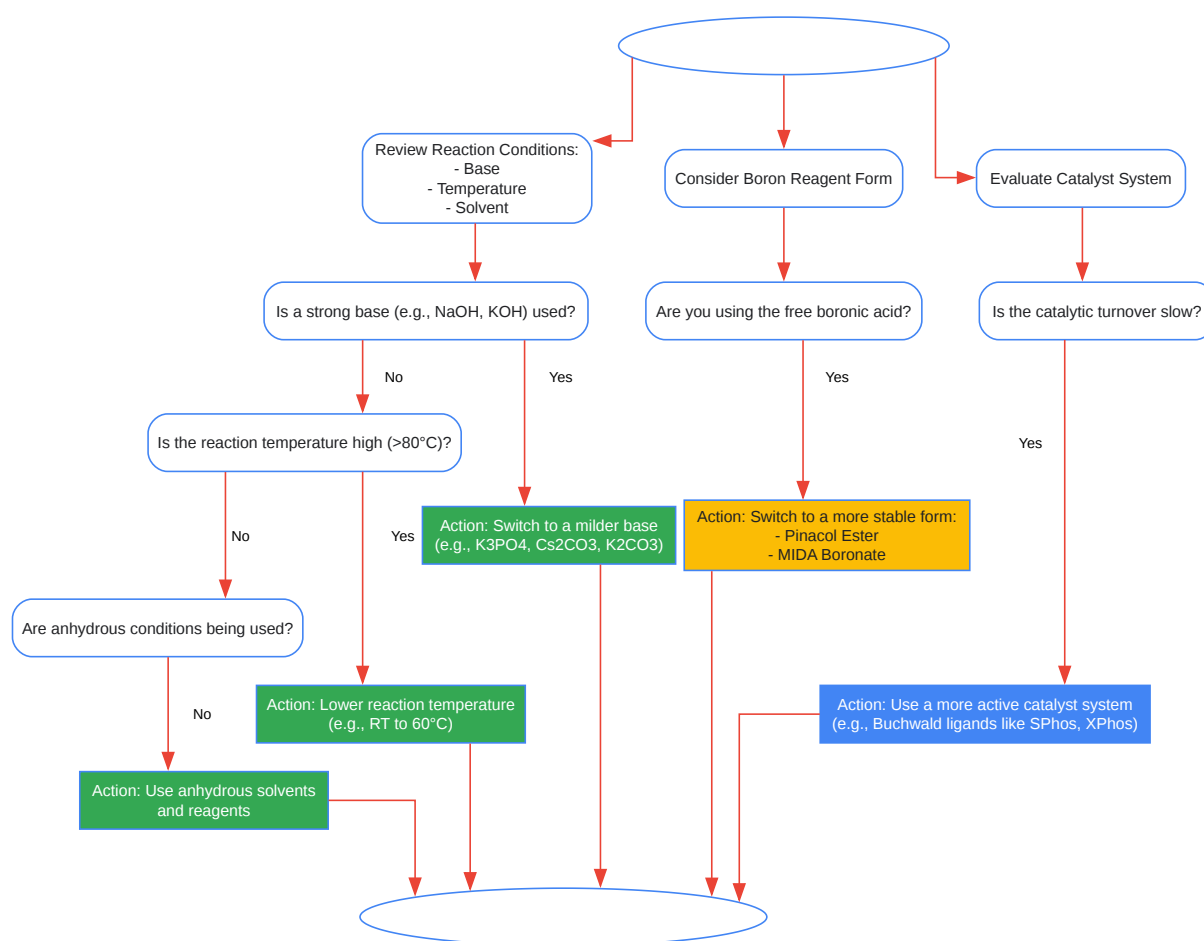 Review Reaction Conditions:
- Base
- Temperature
- Solvent
Consider Boron Reagent Form
Evaluate Catalyst System
Is a strong base (e.g., NaOH, KOH) used?
Are you using the free boronic acid?
Is the catalytic turnover slow?
No
Yes
Yes
Is the reaction temperature high (>80°C)?
Yes
No
Yes
Action: Switch to a milder base
(e.g., K3PO4, Cs2CO3, K2CO3)
Action: Switch to a more stable form:
- Pinacol Ester
- MIDA Boronate
Are anhydrous conditions being used?
No
Action: Lower reaction temperature
(e.g., RT to 60°C)
Action: Use a more active catalyst system
(e.g., Buchwald ligands like SPhos, XPhos)
Action: Use anhydrous solvents
and reagents